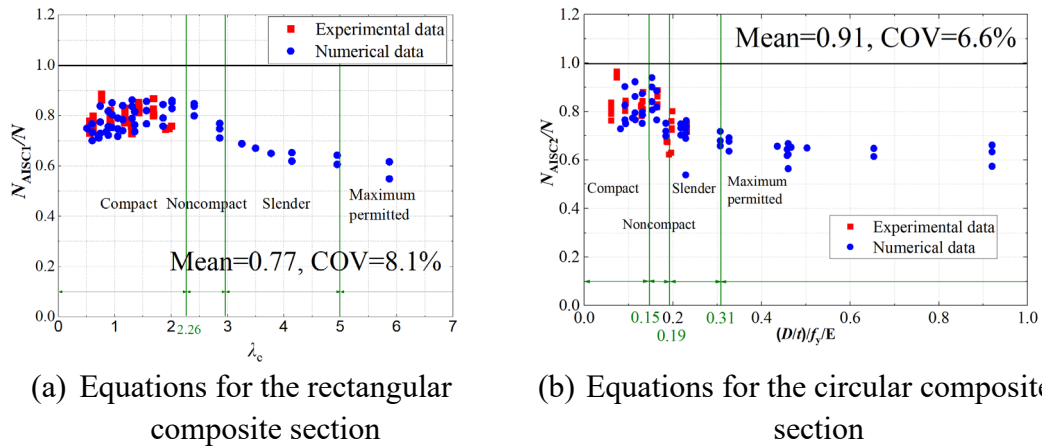 1.2
1.0
0.8
0.6
0.4
0.2
0.0
N_AISC1/N
Experimental data
Numerical data
Compact
Noncompact
Slender
Maximum
permitted
Mean=0.77, COV=8.1%
0
1
2
2.26
3
4
5
6
7
λc
(a) Equations for the rectangular
composite section
1.2
1.0
0.8
0.6
0.4
0.2
0.0
N_AISC2/N
Mean=0.91, COV=6.6%
Compact
Noncompact
Slender
Maximum
permitted
Experimental data
Numerical data
0.0
0.15
0.2
0.19
0.31
0.4
0.6
0.8
1.0
(D/t)/fy/E
(b) Equations for the circular composite
section